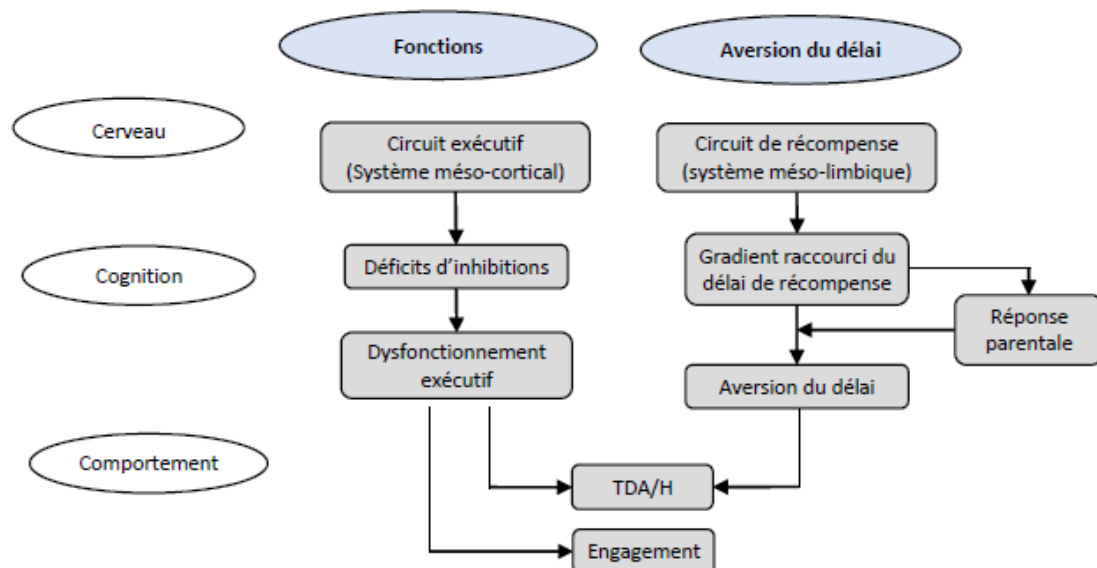 Fonctions
Aversion du délai
Cerveau
Circuit exécutif
(Système méso-cortical)
Circuit de récompense
(système méso-limbique)
Cognition
Déficits d'inhibitions
Gradient raccourci du
délai de récompense
Réponse
parentale
Dysfonctionnement
exécutif
Aversion du délai
Comportement
TDA/H
Engagement